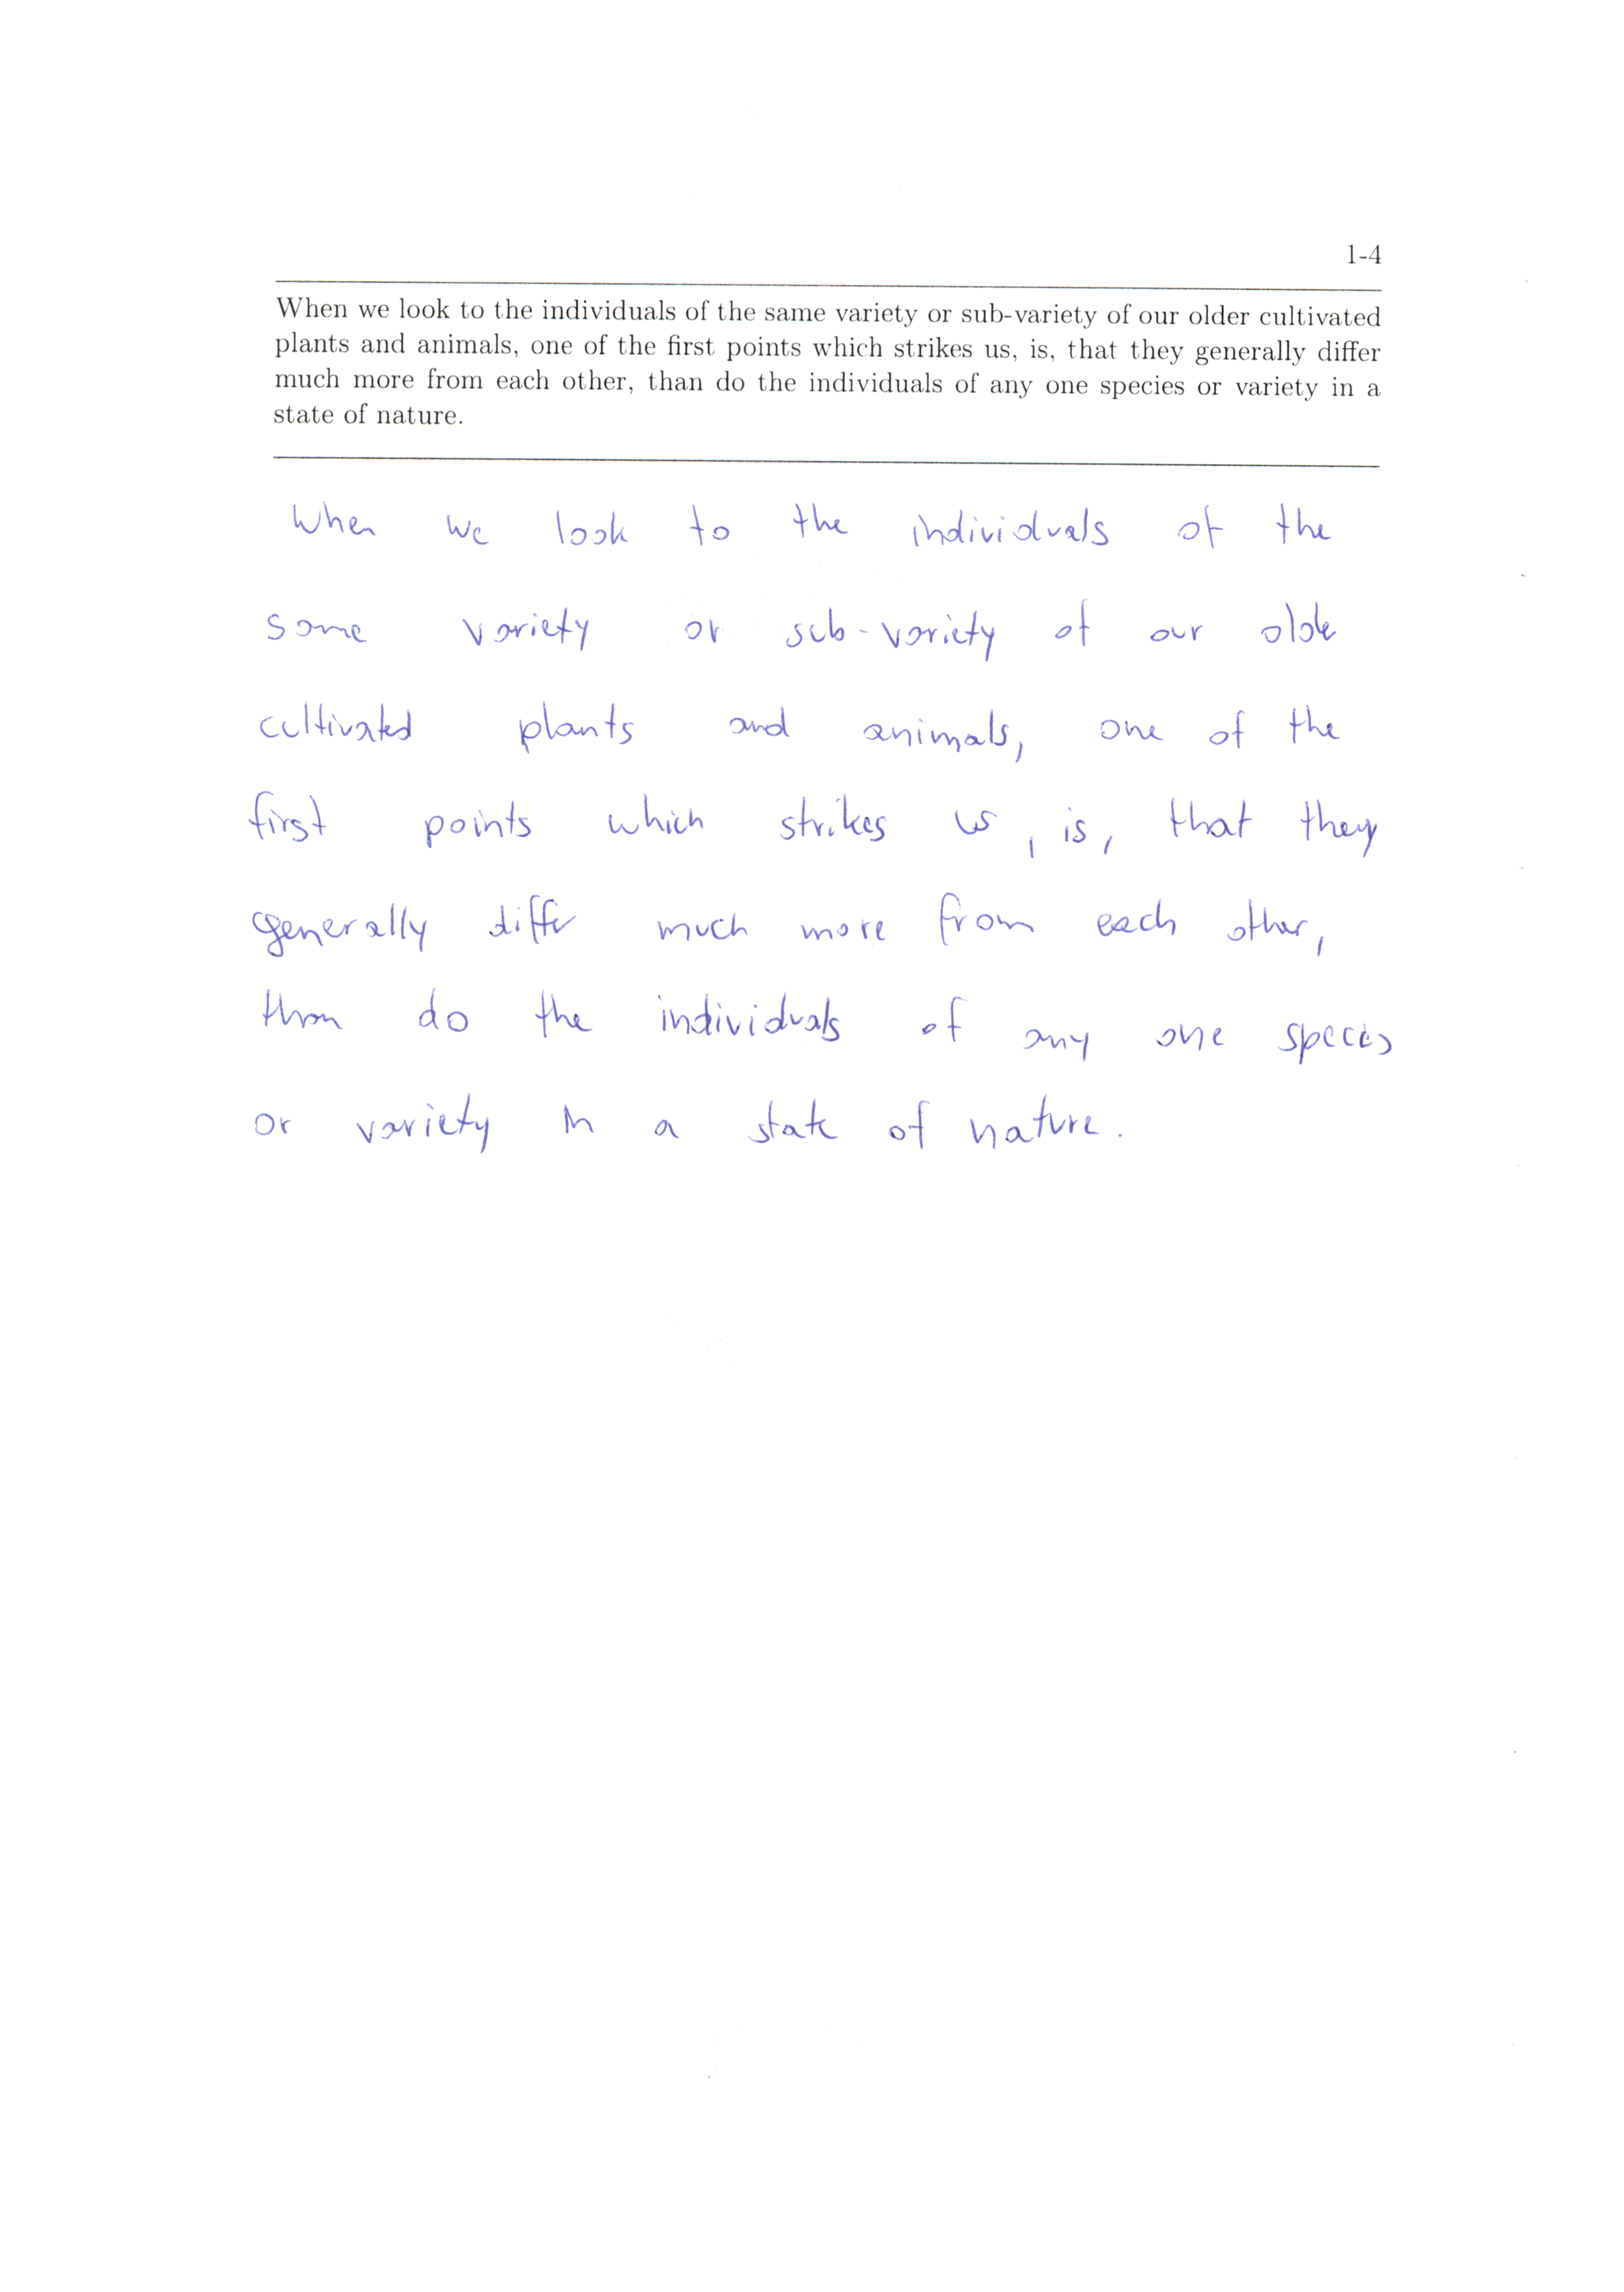 1-4
When we look to the individuals of the same variety or sub-variety of our older cultivated
plants and animals, one of the first points which strikes us, is, that they generally differ
much more from each other, than do the individuals of any one species or variety in a
state of nature.
When we look to the individuals of the
same variety or sub-variety of our older
cultivated plants and animals, one of the
first points which strikes us, is, that they
generally differ much more from each other,
than do the individuals of any one species
or variety in a state of nature.